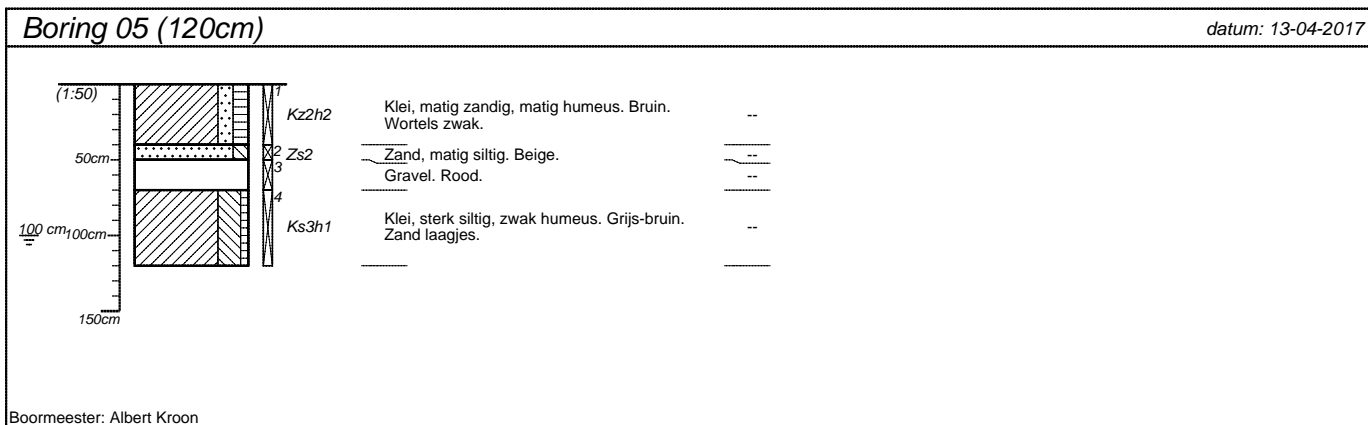 Boring 05 (120cm)
datum: 13-04-2017
(1:50)
1
Kz2h2
Klei, matig zandig, matig humeus. Bruin.
Wortels zwak.
--
50cm
2
Zs2
Zand, matig siltig. Beige.
--
3
Gravel. Rood.
--
4
100 cm
100cm
Ks3h1
Klei, sterk siltig, zwak humeus. Grijs-bruin.
Zand laagjes.
--
150cm
Boormeester: Albert Kroon